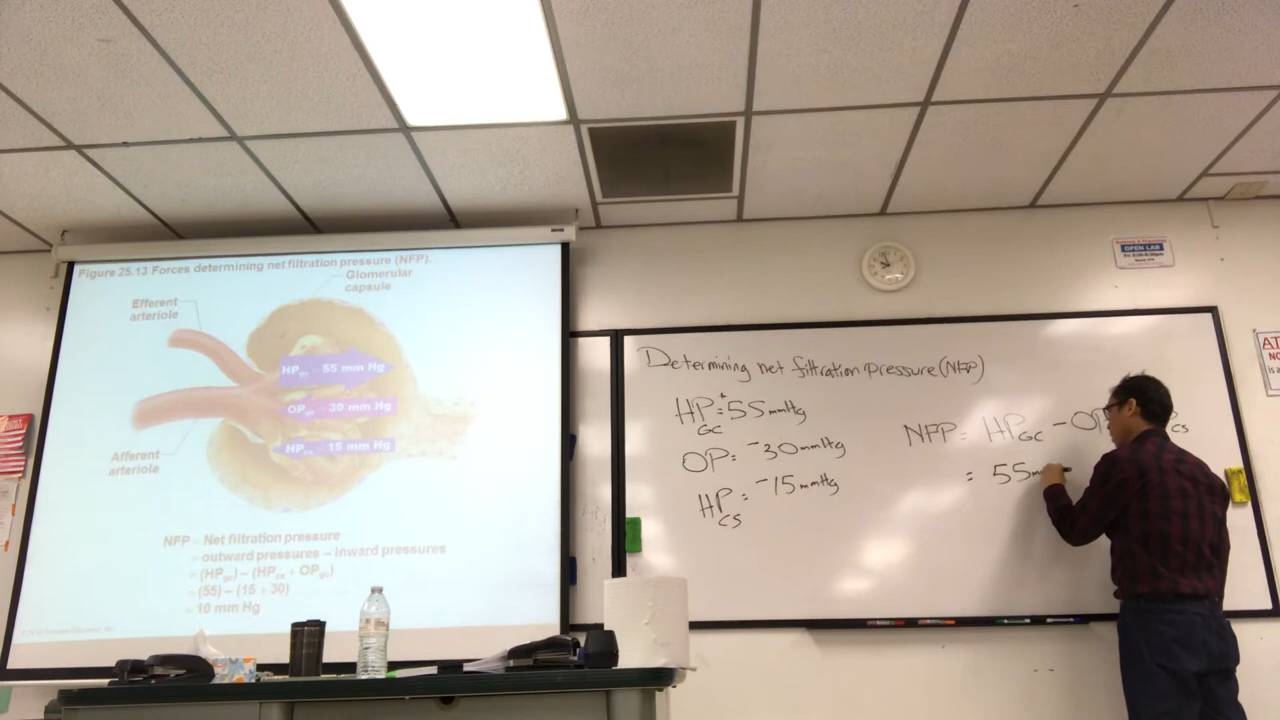 Figure 25.13 Forces determining net filtration pressure (NFP).
Glomerular
capsule
Efferent
arteriole
HPgc = 55 mm Hg
OPgc = 30 mm Hg
HPcs = 15 mm Hg
Afferent
arteriole
NFP = Net filtration pressure
= outward pressures – inward pressures
= (HPgc) – (HPcs + OPgc)
= (55) – (15 + 30)
= 10 mm Hg
Determining net filtration pressure (NFP)
HPGC = +55 mmHg
OP = -30 mmHg
HPCS = -15 mmHg
NFP = HPGC - OP
CS
= 55m
OPEN LAB